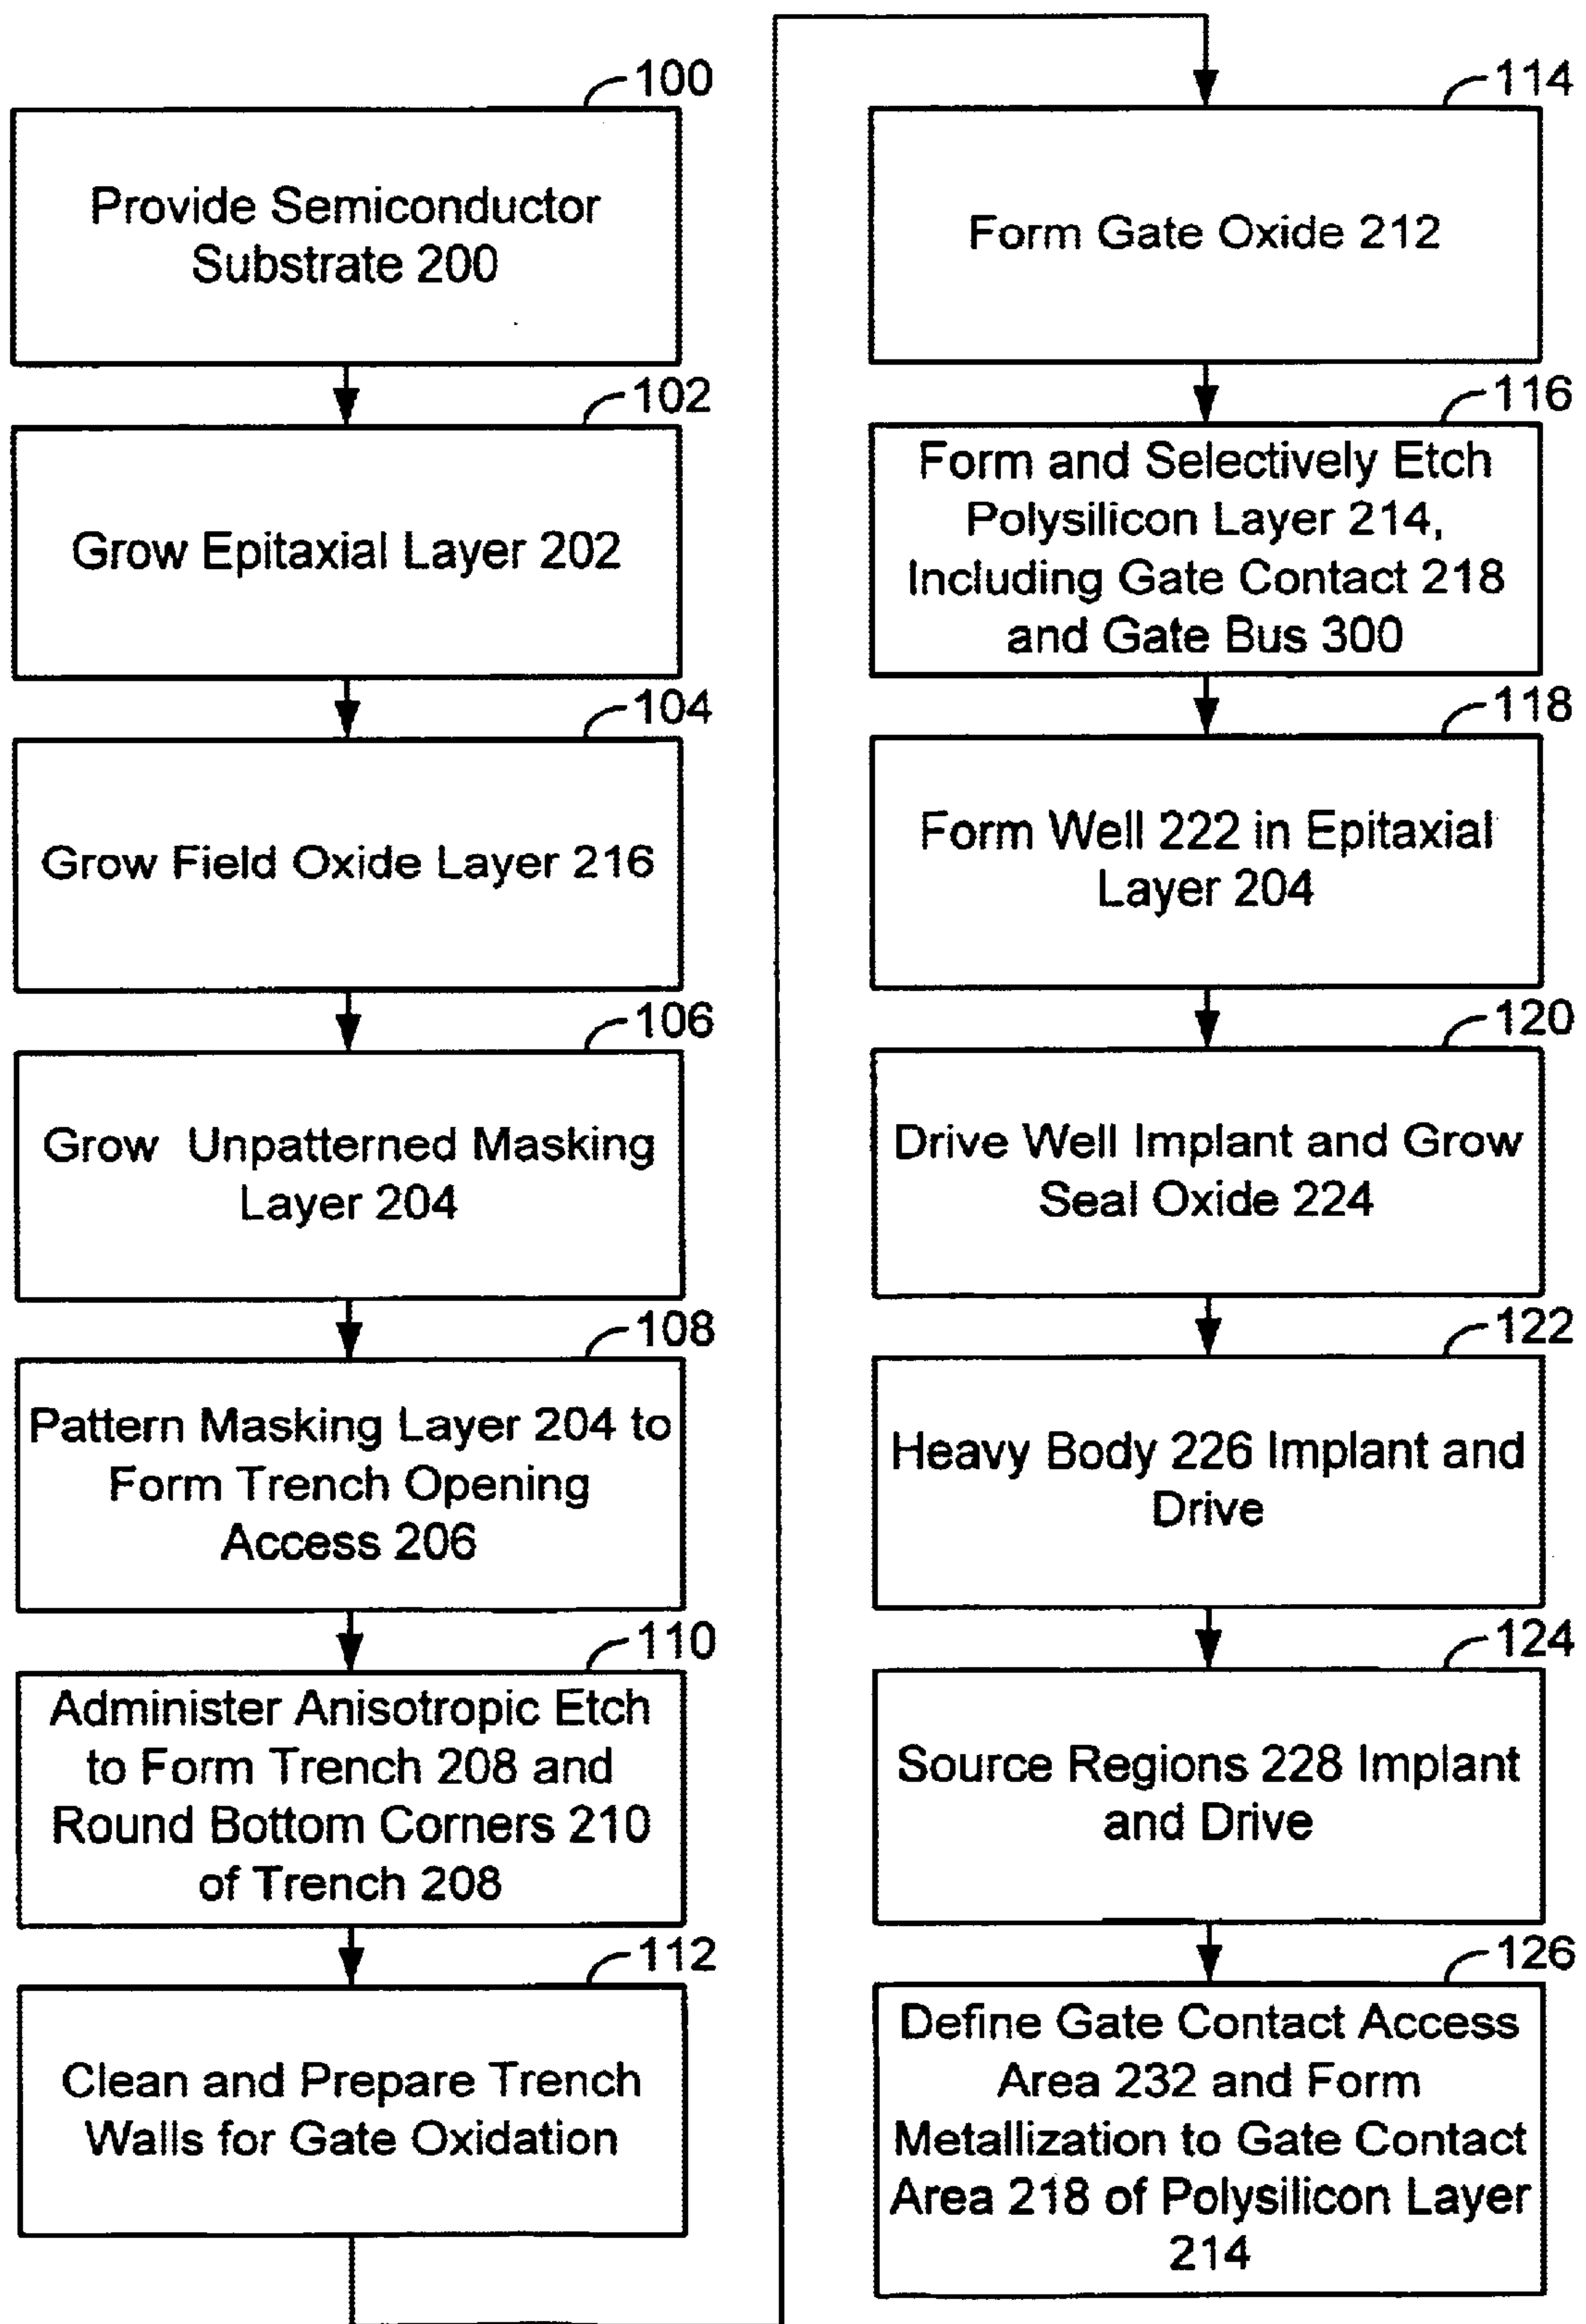 100
Provide Semiconductor
Substrate 200
102
Grow Epitaxial Layer 202
104
Grow Field Oxide Layer 216
106
Grow Unpatterned Masking
Layer 204
108
Pattern Masking Layer 204 to
Form Trench Opening
Access 206
110
Administer Anisotropic Etch
to Form Trench 208 and
Round Bottom Corners 210
of Trench 208
112
Clean and Prepare Trench
Walls for Gate Oxidation
114
Form Gate Oxide 212
116
Form and Selectively Etch
Polysilicon Layer 214,
Including Gate Contact 218
and Gate Bus 300
118
Form Well 222 in Epitaxial
Layer 204
120
Drive Well Implant and Grow
Seal Oxide 224
122
Heavy Body 226 Implant and
Drive
124
Source Regions 228 Implant
and Drive
126
Define Gate Contact Access
Area 232 and Form
Metallization to Gate Contact
Area 218 of Polysilicon Layer
214